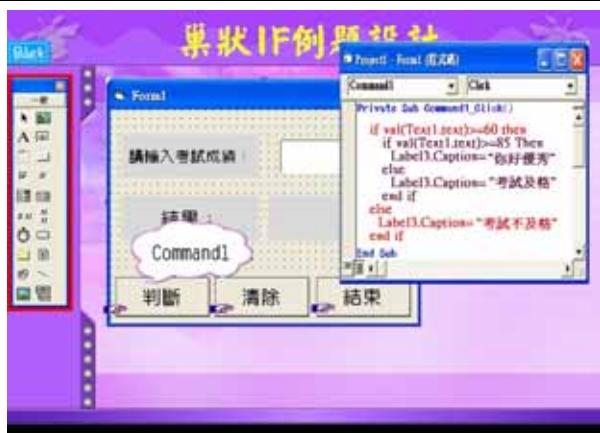 巢狀IF例題設計
Back
Project1 - Form1 (程式碼)
Command1
Click
Private Sub Command1_Click()
if val(Text1.text)>=60 then
if val(Text1.text)>=85 Then
Label3.Caption="你好優秀"
else
Label3.Caption="考試及格"
end if
else
Label3.Caption="考試不及格"
end if
End Sub
一般
Form1
請輸入考試成績：
結果：
Command1
判斷
清除
結束